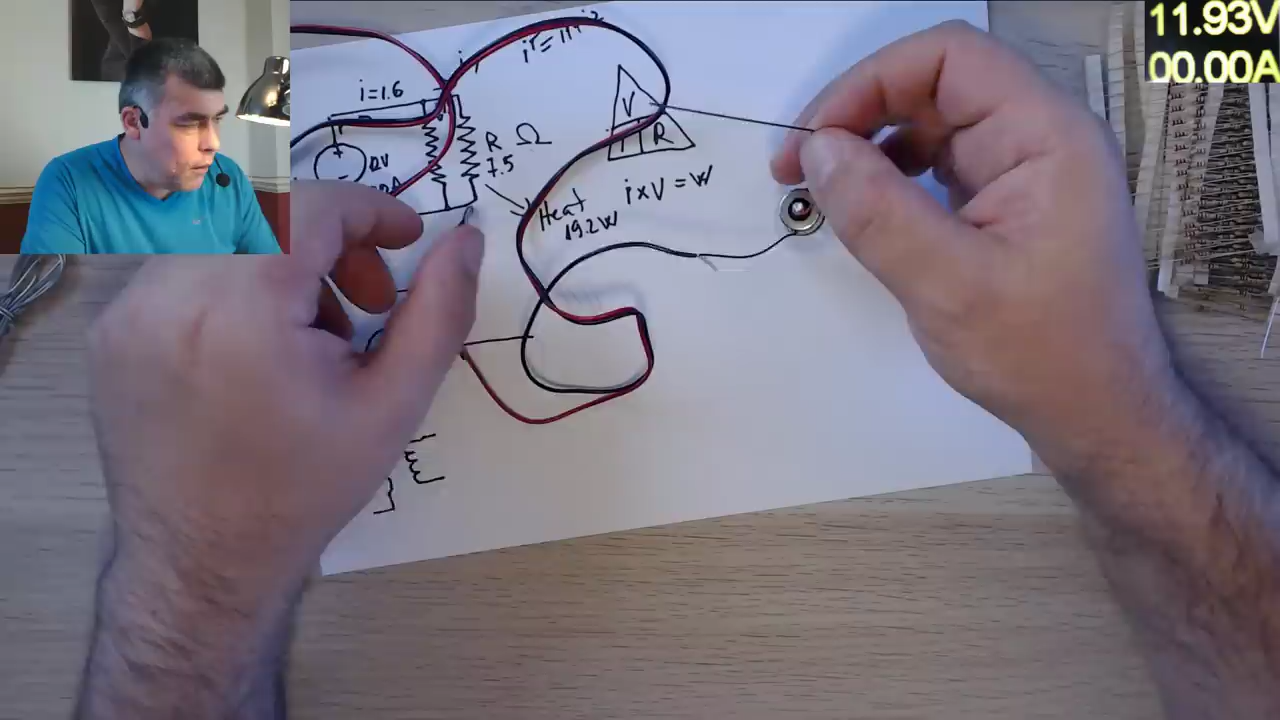 11.93V
00.00A
i=1.6
V
R
R Ω
7.5
i×V=W
Heat
19.2W